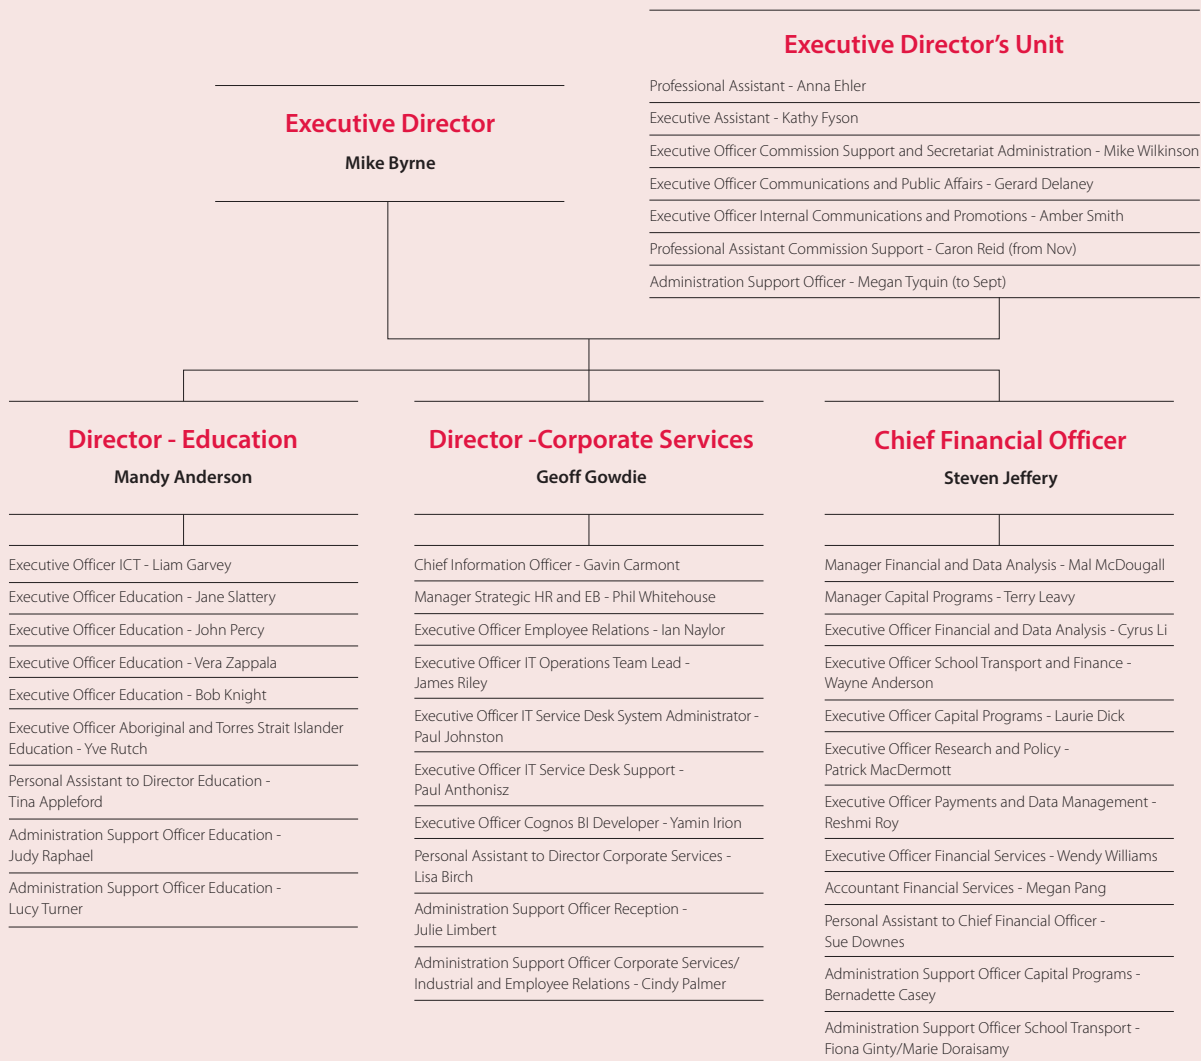 Executive Director's Unit
Professional Assistant - Anna Ehler
Executive Assistant - Kathy Fyson
Executive Officer Commission Support and Secretariat Administration - Mike Wilkinson
Executive Officer Communications and Public Affairs - Gerard Delaney
Executive Officer Internal Communications and Promotions - Amber Smith
Professional Assistant Commission Support - Caron Reid (from Nov)
Administration Support Officer - Megan Tyquin (to Sept)
Executive Director
Mike Byrne
Director - Education
Mandy Anderson
Executive Officer ICT - Liam Garvey
Executive Officer Education - Jane Slattery
Executive Officer Education - John Percy
Executive Officer Education - Vera Zappala
Executive Officer Education - Bob Knight
Executive Officer Aboriginal and Torres Strait Islander
Education - Yve Rutch
Personal Assistant to Director Education -
Tina Appleford
Administration Support Officer Education -
Judy Raphael
Administration Support Officer Education -
Lucy Turner
Director -Corporate Services
Geoff Gowdie
Chief Information Officer - Gavin Carmont
Manager Strategic HR and EB - Phil Whitehouse
Executive Officer Employee Relations - Ian Naylor
Executive Officer IT Operations Team Lead -
James Riley
Executive Officer IT Service Desk System Administrator -
Paul Johnston
Executive Officer IT Service Desk Support -
Paul Anthonisz
Executive Officer Cognos BI Developer - Yamin Irion
Personal Assistant to Director Corporate Services -
Lisa Birch
Administration Support Officer Reception -
Julie Limbert
Administration Support Officer Corporate Services/
Industrial and Employee Relations - Cindy Palmer
Chief Financial Officer
Steven Jeffery
Manager Financial and Data Analysis - Mal McDougall
Manager Capital Programs - Terry Leavy
Executive Officer Financial and Data Analysis - Cyrus Li
Executive Officer School Transport and Finance -
Wayne Anderson
Executive Officer Capital Programs - Laurie Dick
Executive Officer Research and Policy -
Patrick MacDermott
Executive Officer Payments and Data Management -
Reshmi Roy
Executive Officer Financial Services - Wendy Williams
Accountant Financial Services - Megan Pang
Personal Assistant to Chief Financial Officer -
Sue Downes
Administration Support Officer Capital Programs -
Bernadette Casey
Administration Support Officer School Transport -
Fiona Ginty/Marie Doraisamy